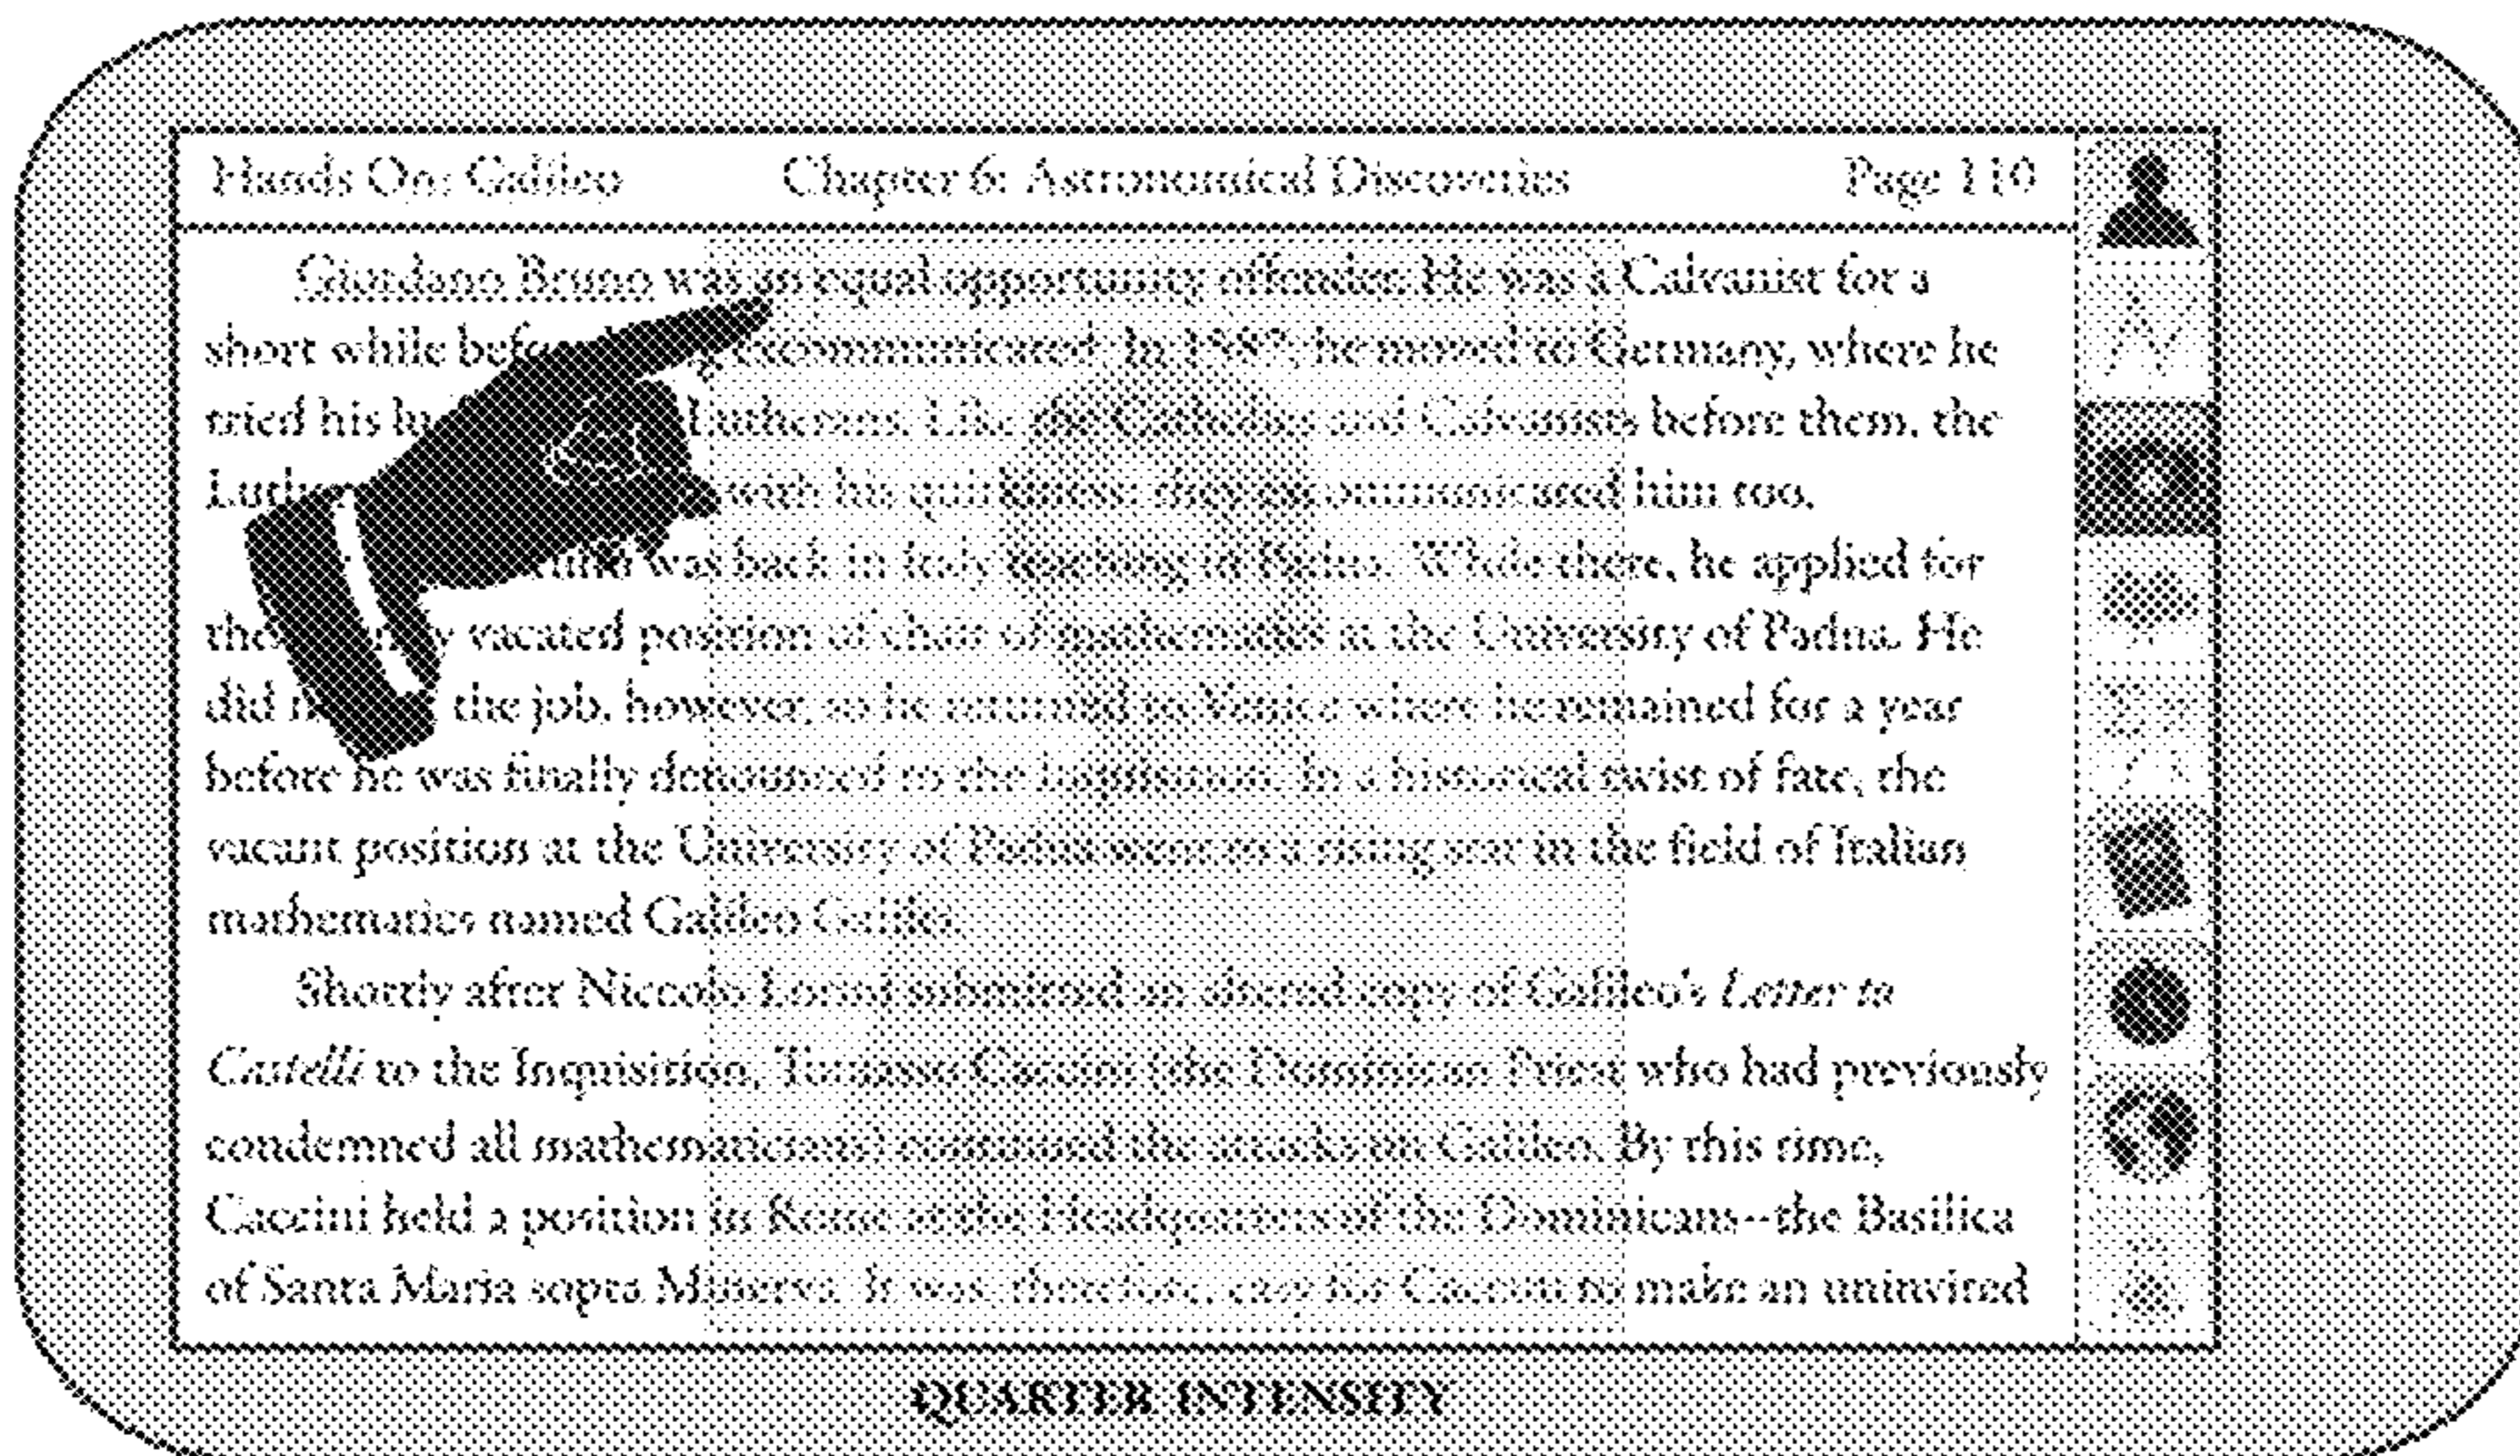 Hands On: Galileo Chapter 6: Astronomical Discoveries Page 110
Giordano Bruno was an equal opportunity offender. He was a Calvanist for a
short while excommunicated. In 1587, he moved to Germany, where he
tried his Lutherans. Like the Catholics and Calvanists before them, the
with his quirkiness; they excommunicated him too.
was back in Italy teaching in Padua. While there, he applied for
vacated position of chair of mathematics at the University of Padua. He
did the job, however, so he returned to Venice where he remained for a year
before he was finally denounced to the Inquisition. In a historical twist of fate, the
vacant position at the University of Padua went to a rising star in the field of Italian
mathematics named Galileo Galilei.
Shortly after Niccolo Lorini submitted an altered copy of Galileo's Letter to
Castelli to the Inquisition, Tomasso Caccini (the Dominican Priest who had previously
condemned all mathematicians) continued the attacks on Galileo. By this time,
Caccini held a position in Rome at the Headquarters of the Dominicans--the Basilica
of Santa Maria sopra Minerva. It was, therefore, easy for Caccini to make an uninvited
QUARTER INTENSITY